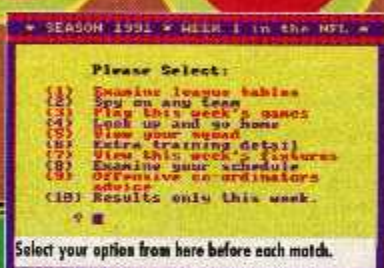 * SEASON 1991 * WEEK 1 in the NFL *
Please Select:
(1) Examine league tables
(2) Spy on any team
(3) Play this week's games
(4) Lock up and go home
(5) View your squad
(6) Extra training detail
(7) View this week's fixtures
(8) Examine your schedule
(9) Offensive co-ordinators
advice
(10) Results only this week.
?
Select your option from here before each match.